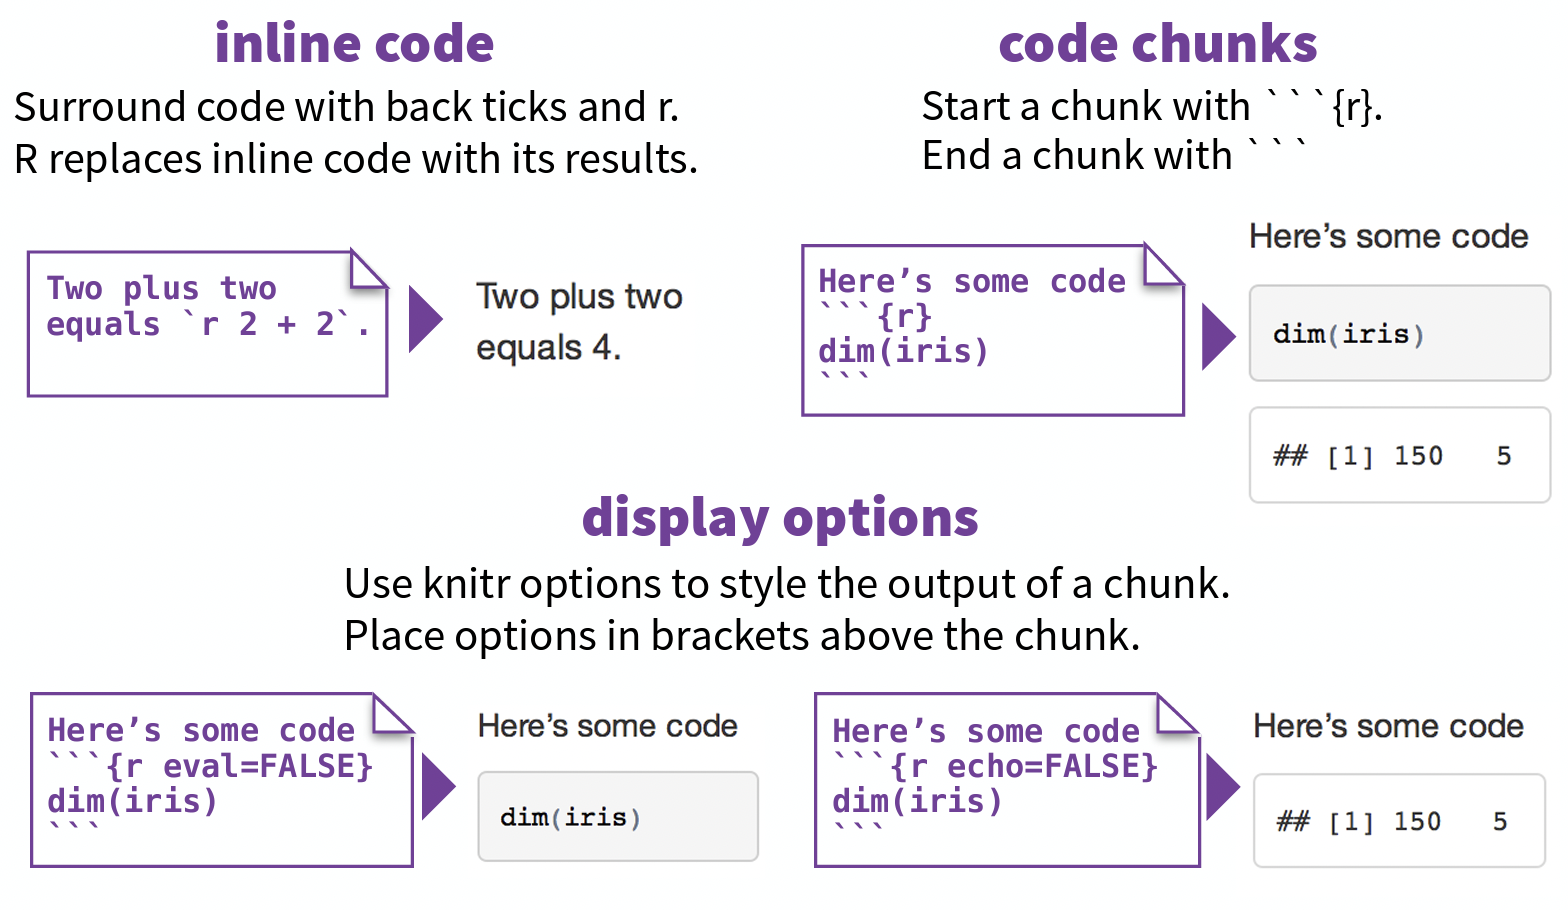 inline code
Surround code with back ticks and r.
R replaces inline code with its results.
Two plus two
equals `r 2 + 2`.
Two plus two
equals 4.
code chunks
Start a chunk with ```{r}.
End a chunk with ```
Here’s some code
```{r}
dim(iris)
```
Here’s some code
dim(iris)
## [1] 150   5
display options
Use knitr options to style the output of a chunk.
Place options in brackets above the chunk.
Here’s some code
```{r eval=FALSE}
dim(iris)
```
Here’s some code
dim(iris)
Here’s some code
```{r echo=FALSE}
dim(iris)
```
Here’s some code
## [1] 150   5